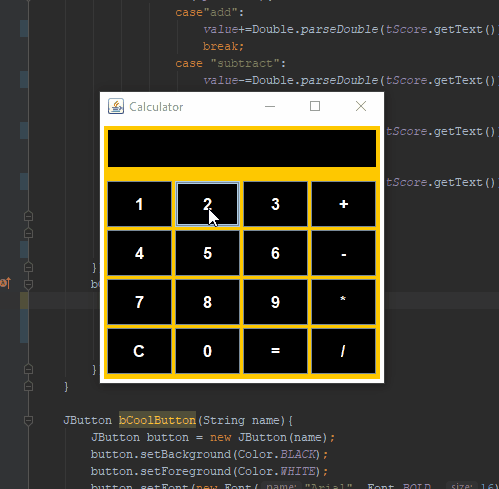 case"add":
value+=Double.parseDouble(tScore.getText())
break;
case "subtract":
value-=Double.parseDouble(tScore.getText())
Calculator
tScore.getText())
tScore.getText())
1 2 3 +
4 5 6 -
7 8 9 *
C 0 = /
}
}
}
JButton bCoolButton(String name){
JButton button = new JButton(name);
button.setBackground(Color.BLACK);
button.setForeground(Color.WHITE);
button.setFont(new Font( name: "Arial", Font.BOLD, size: 16)